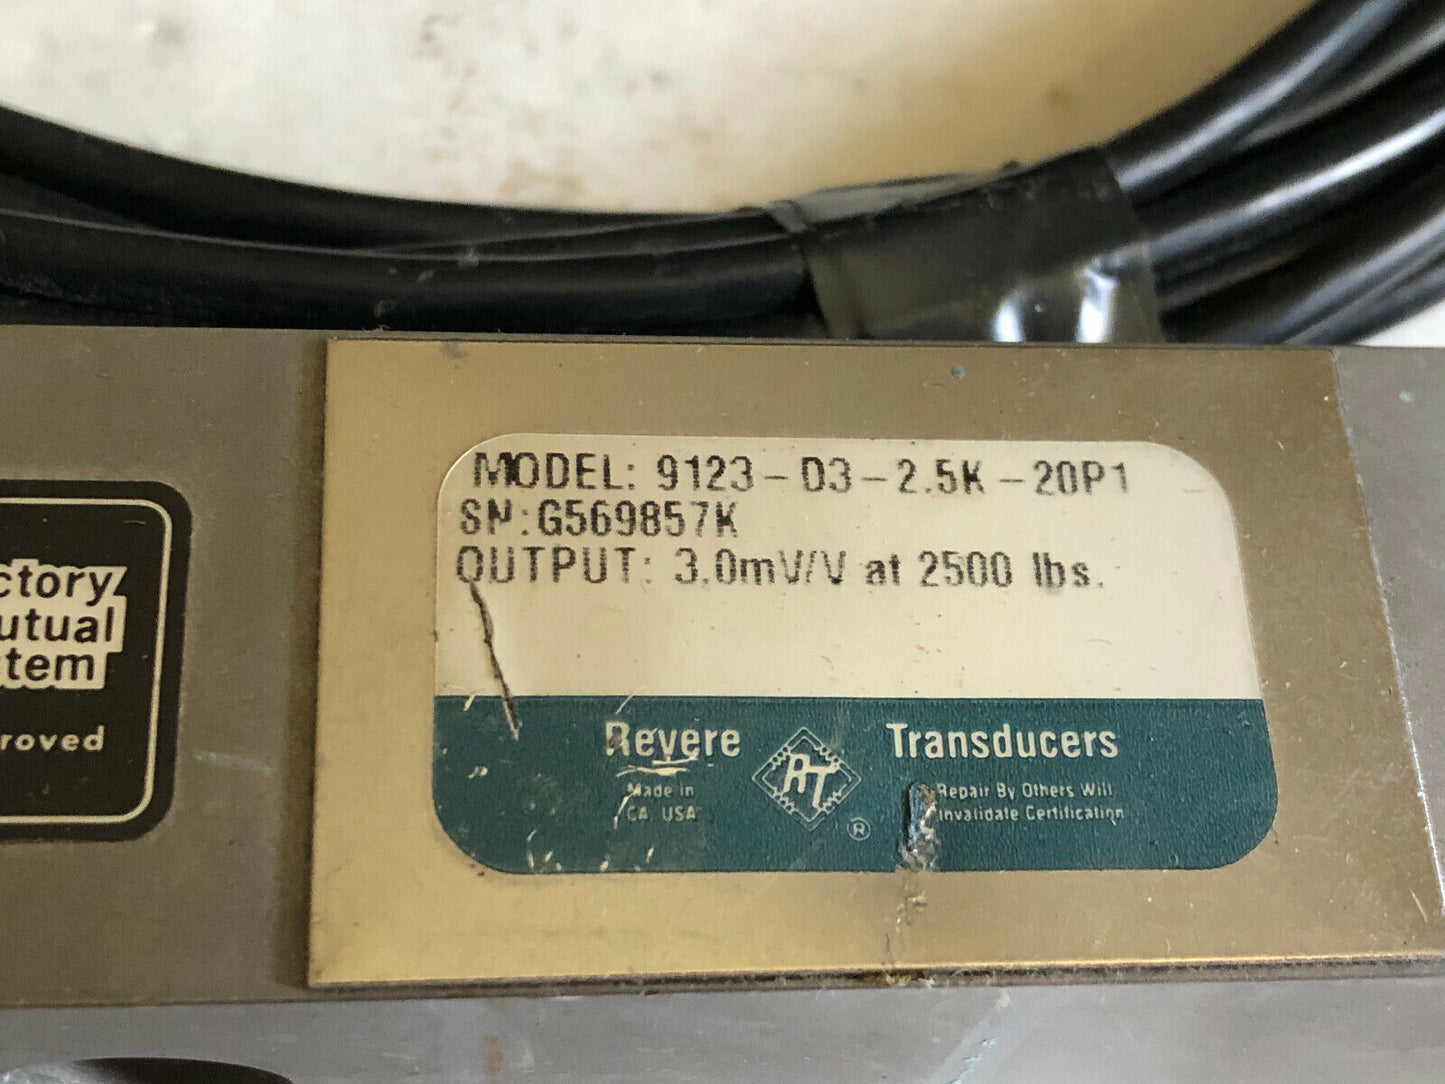 MODEL: 9123-D3-2.5K-20P1
SN:G569857K
OUTPUT: 3.0mV/V at 2500 lbs.
ctory
utual
tem
roved
Revere RT Transducers
Made in
CA USA
®
Repair By Others Will
Invalidate Certification